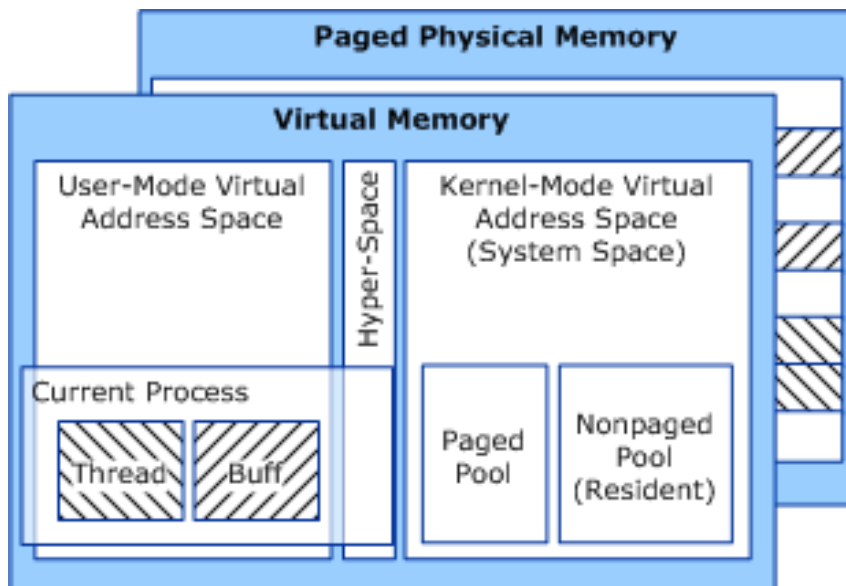 Paged Physical Memory
Virtual Memory
User-Mode Virtual
Address Space
Hyper-Space
Kernel-Mode Virtual
Address Space
(System Space)
Current Process
Thread
Buff
Paged
Pool
Nonpaged
Pool
(Resident)